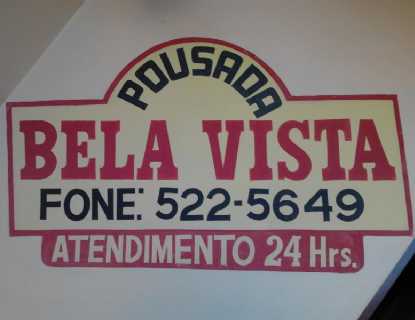 POUSADA
BELA VISTA
FONE: 522-5649
ATENDIMENTO 24 Hrs.